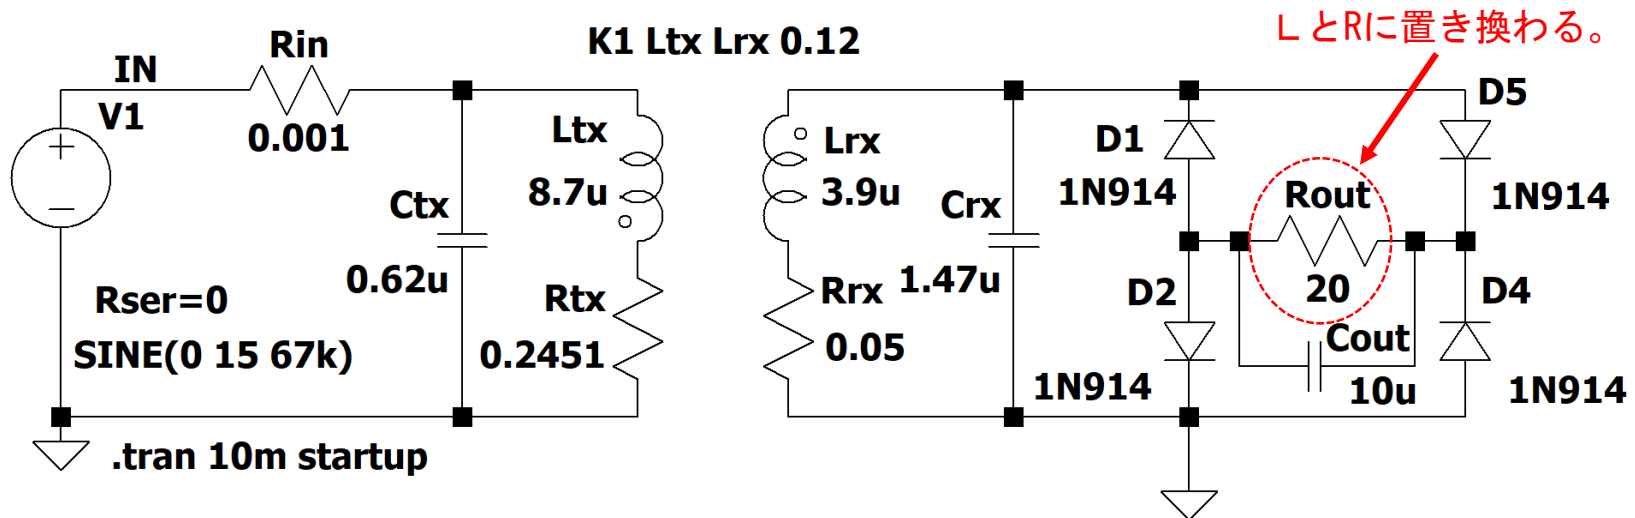 LとRに置き換わる。
K1 Ltx Lrx 0.12
Rin
IN
V1
0.001
Ltx
8.7u
Ctx
0.62u
Rtx
0.2451
Rser=0
SINE(0 15 67k)
.tran 10m startup
Lrx
3.9u
Crx
1.47u
Rrx
0.05
D1
1N914
D5
1N914
Rout
20
D2
1N914
Cout
10u
D4
1N914